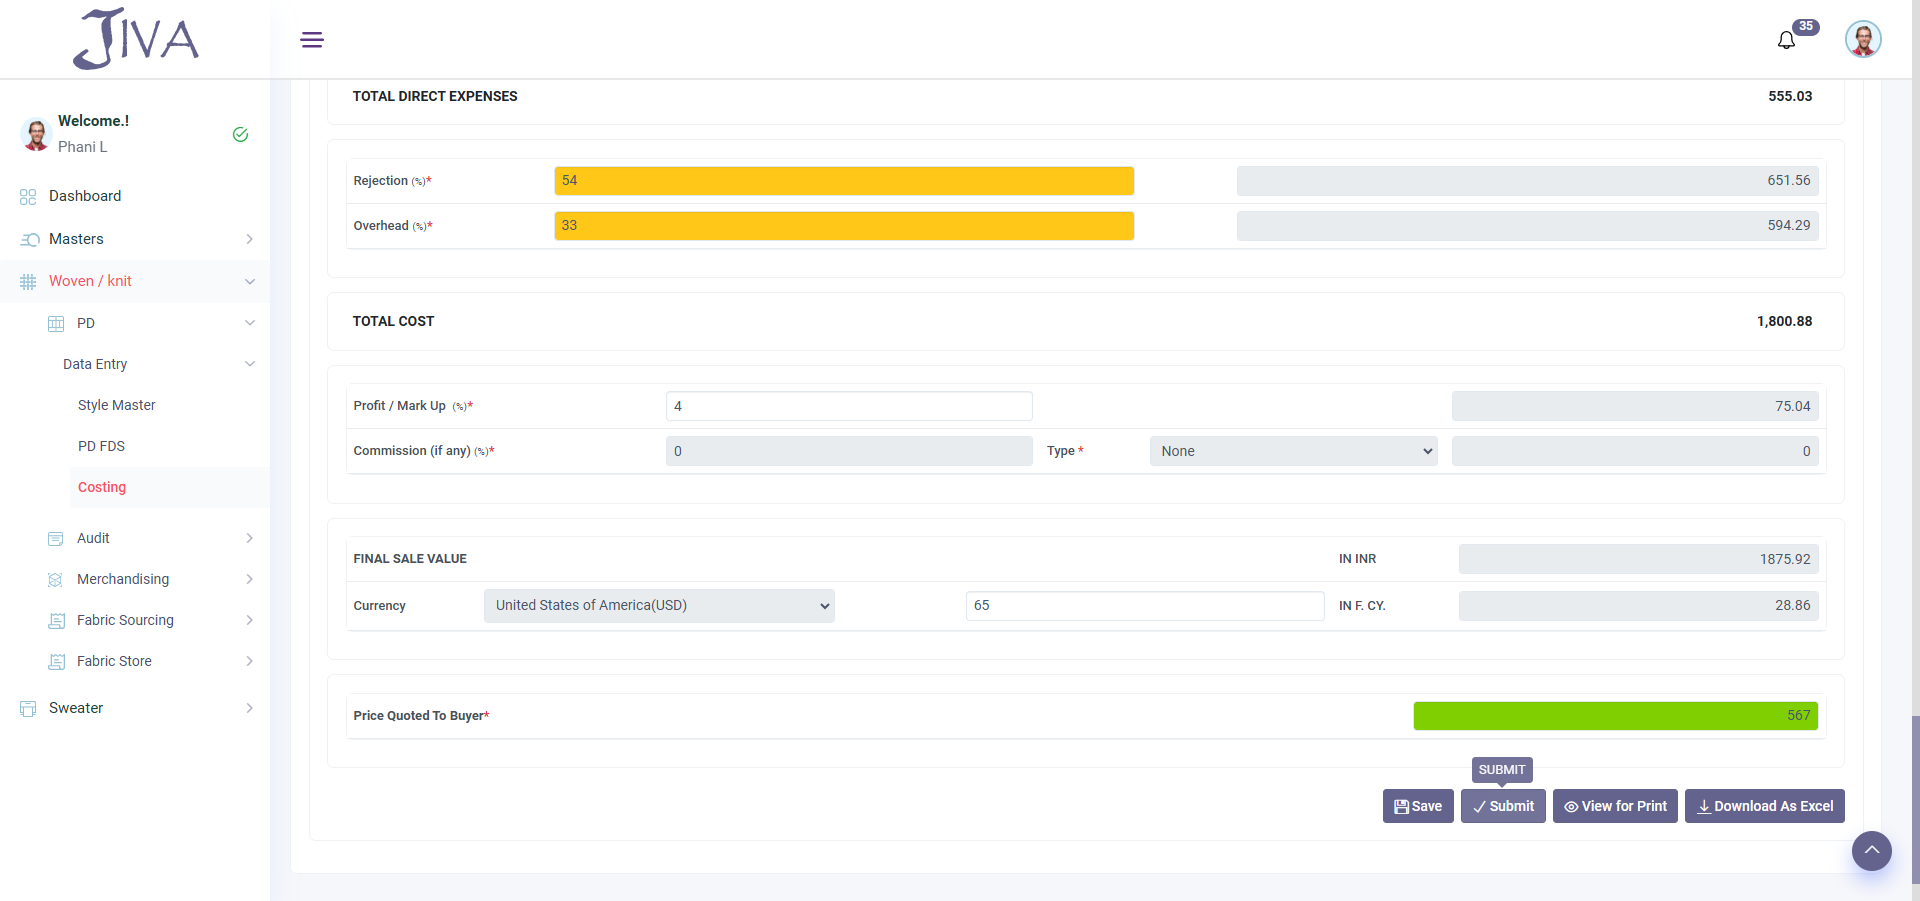 JIVA
35
Welcome.!
Phani L
Dashboard
Masters
Woven / knit
PD
Data Entry
Style Master
PD FDS
Costing
Audit
Merchandising
Fabric Sourcing
Fabric Store
Sweater
TOTAL DIRECT EXPENSES 555.03
Rejection (%)* 54 651.56
Overhead (%)* 33 594.29
TOTAL COST 1,800.88
Profit / Mark Up (%)* 4 75.04
Commission (if any) (%)* 0 Type * None 0
FINAL SALE VALUE IN INR 1875.92
Currency United States of America(USD) 65 IN F. CY. 28.86
Price Quoted To Buyer* 567
SUBMIT
Save Submit View for Print Download As Excel